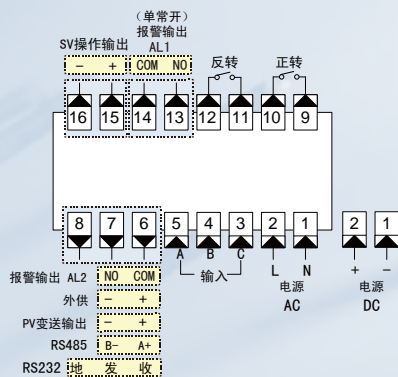 （单常开）
报警输出
SV操作输出 AL1 反转 正转
− + COM NO
16 15 14 13 12 11 10 9
8 7 6 5 4 3 2 1 2 1
A B C L N + −
输入 电源 电源
AC DC
报警输出 AL2 NO COM
外供 − +
PV变送输出 − +
RS485 B- A+
RS232 地 发 收